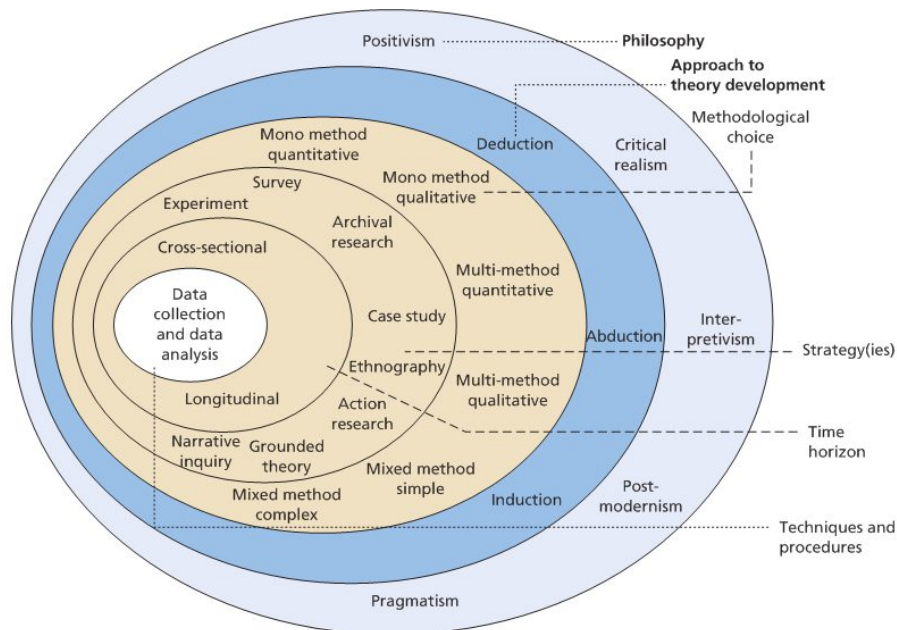 Positivism
Philosophy
Approach to
theory development
Methodological
choice
Deduction
Critical
realism
Mono method
quantitative
Mono method
qualitative
Survey
Experiment
Archival
research
Cross-sectional
Multi-method
quantitative
Data
collection
and data
analysis
Case study
Abduction
Inter-
pretivism
Strategy(ies)
Ethnography
Multi-method
qualitative
Longitudinal
Action
research
Time
horizon
Narrative
inquiry
Grounded
theory
Mixed method
simple
Mixed method
complex
Induction
Post-
modernism
Techniques and
procedures
Pragmatism